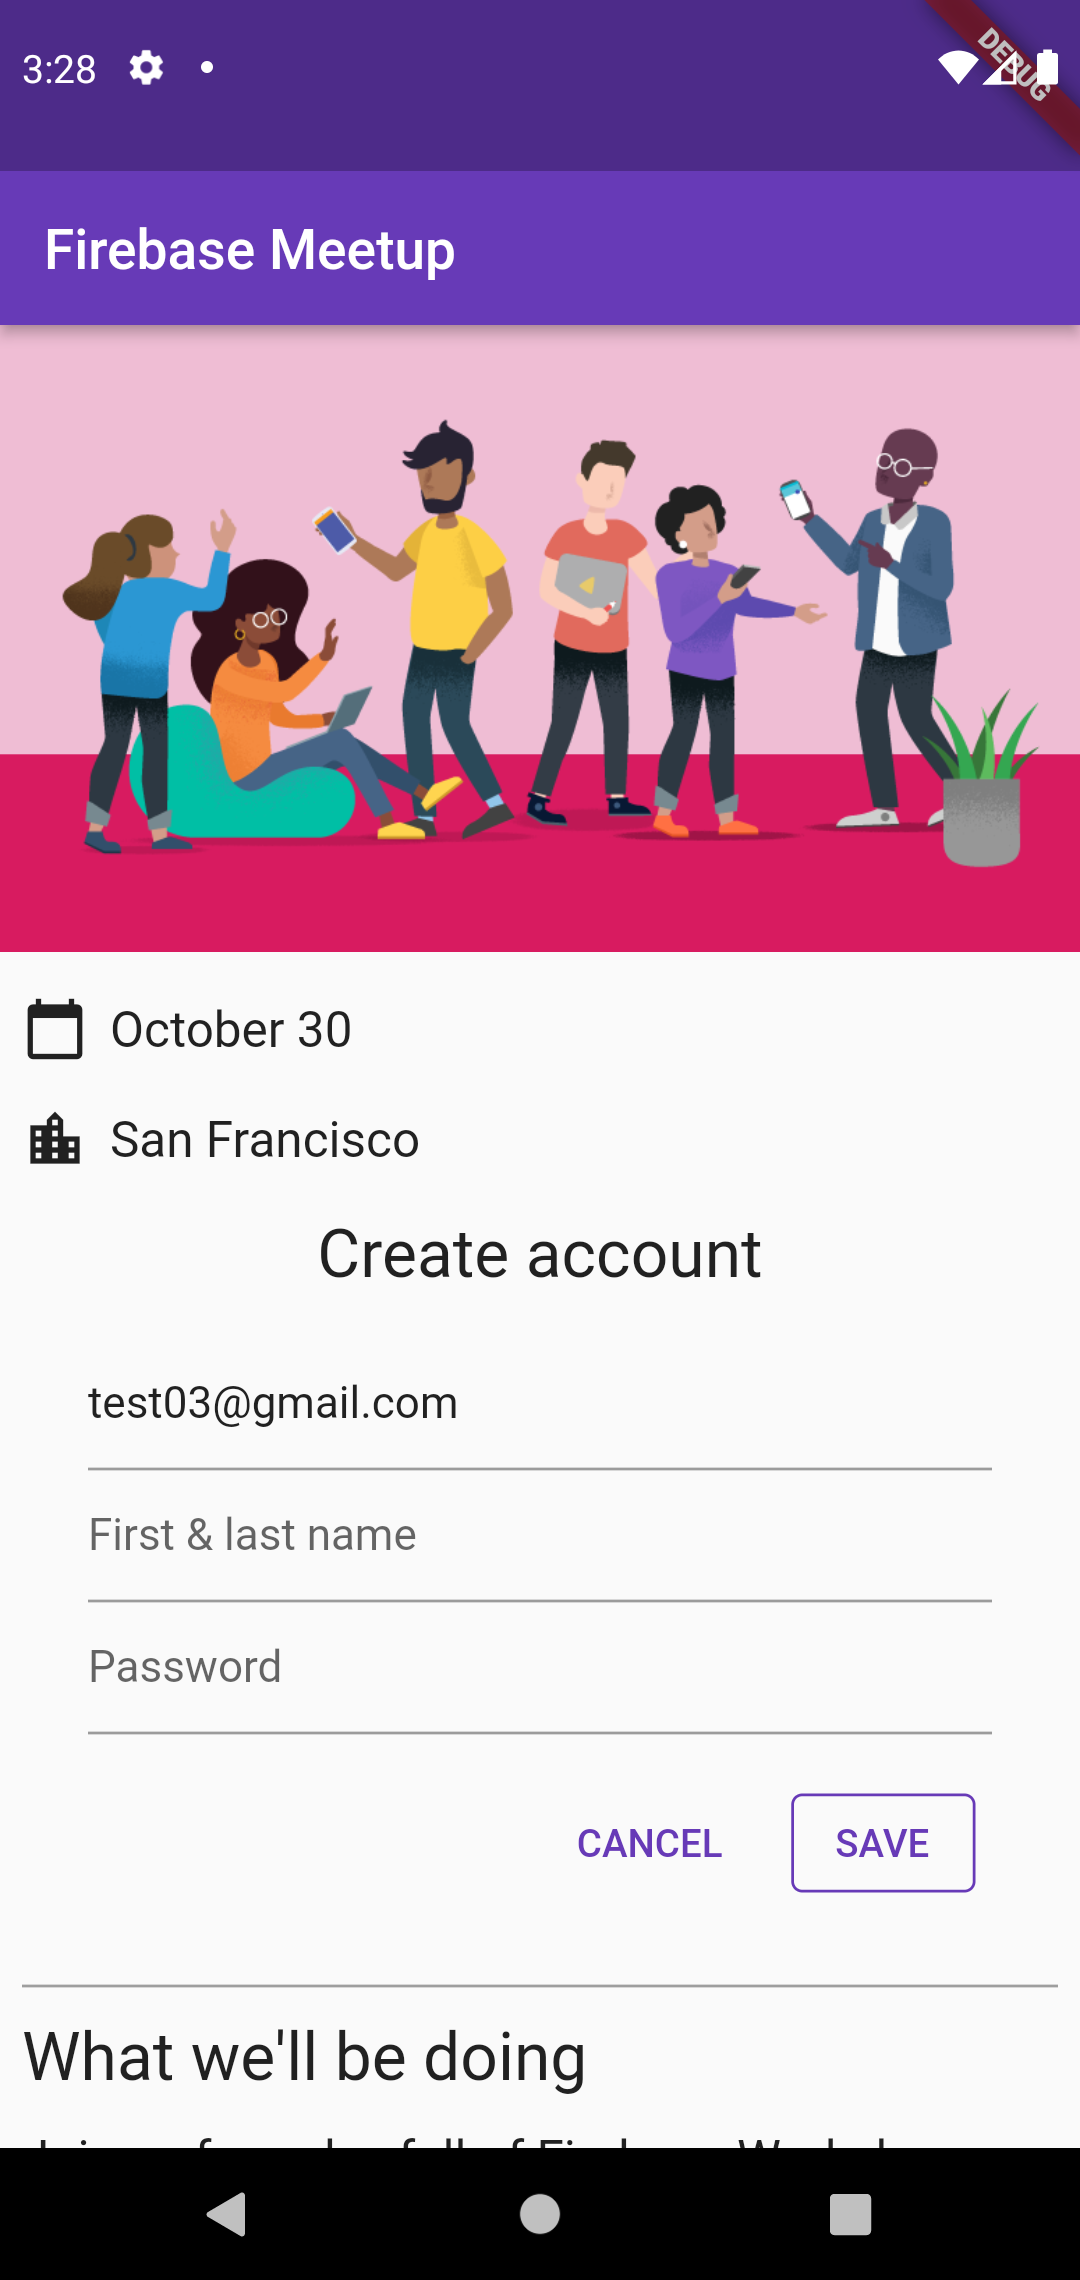 3:28
DEBUG
Firebase Meetup
October 30
San Francisco
Create account
test03@gmail.com
First & last name
Password
CANCEL SAVE
What we'll be doing